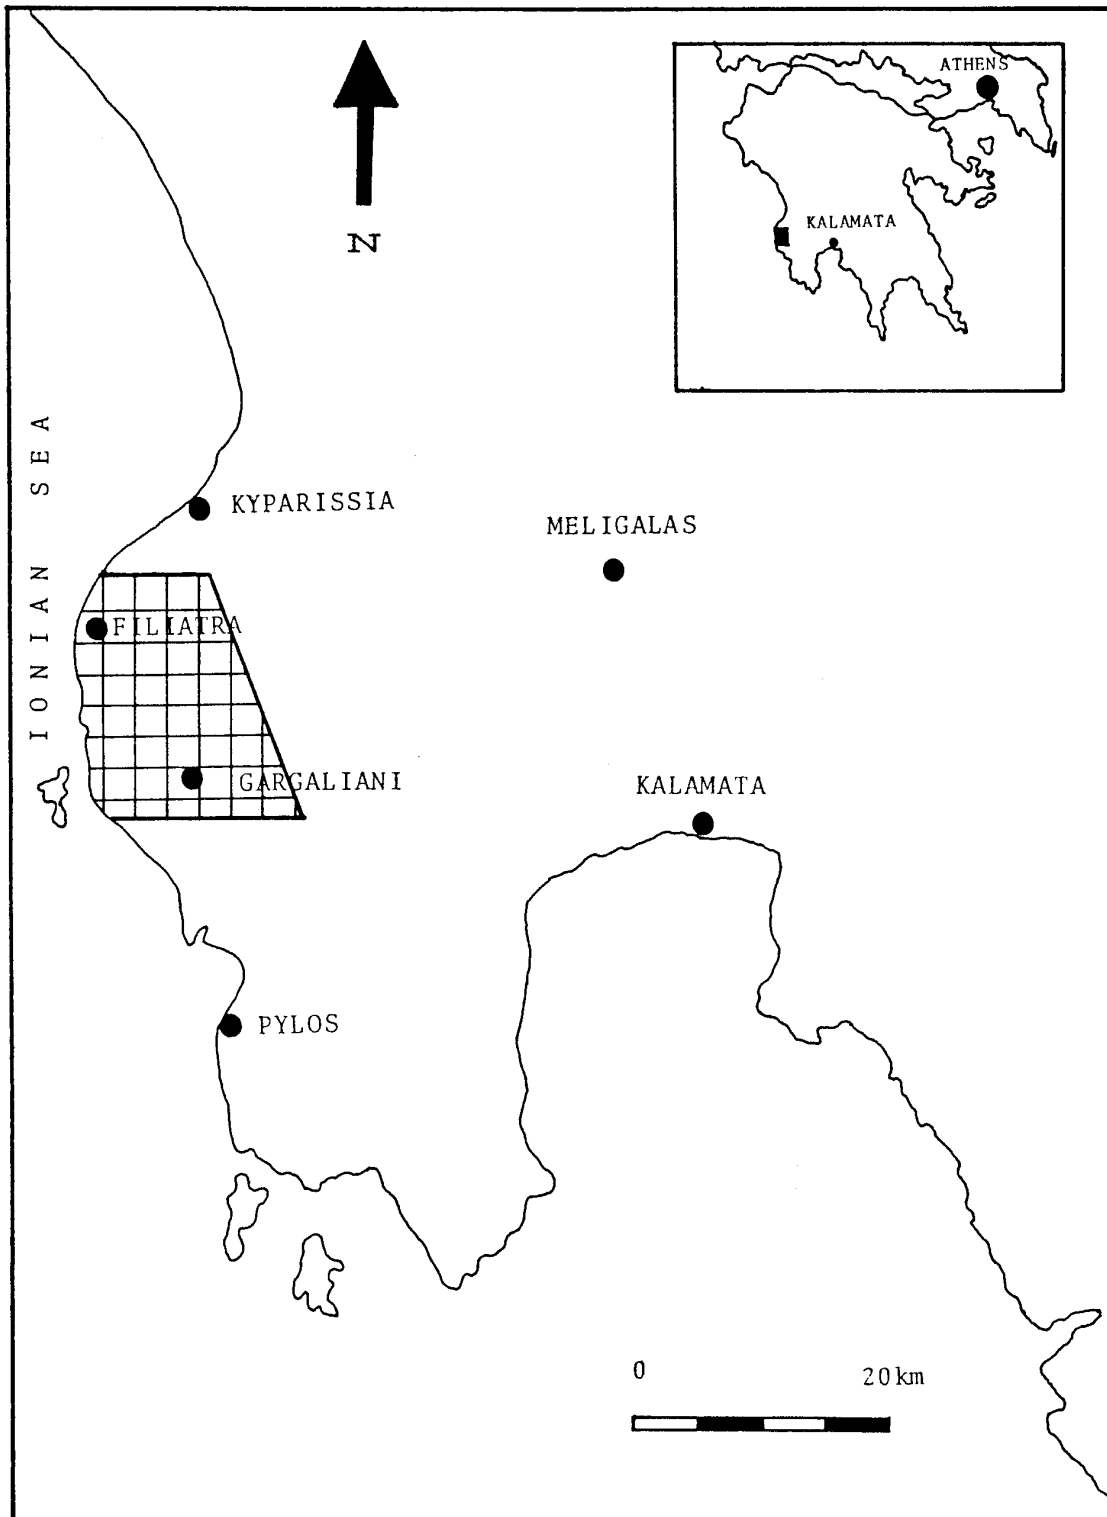 ATHENS
KALAMATA
N
IONIAN SEA
KYPARISSIA
MELIGALAS
FILIATRA
GARGALIANI
KALAMATA
PYLOS
0 20km